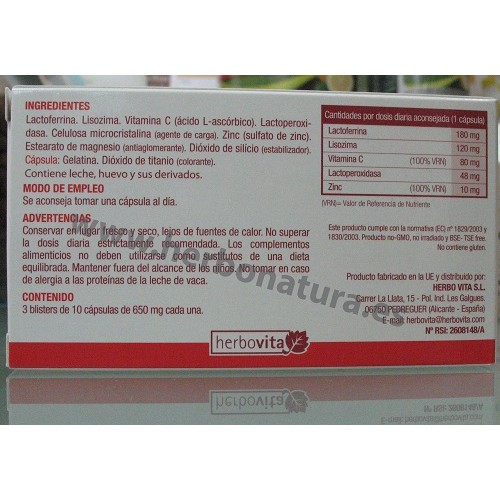 INGREDIENTES
Lactoferrina. Lisozima. Vitamina C (ácido L-ascórbico). Lactoperoxi-
dasa. Celulosa microcristalina (agente de carga). Zinc (sulfato de zinc).
Estearato de magnesio (antiaglomerante). Dióxido de silício (estabilizador).
Cápsula: Gelatina. Dióxido de titanio (colorante).
Contiene leche, huevo y sus derivados.
MODO DE EMPLEO
Se aconseja tomar una cápsula al día.
ADVERTENCIAS
Conservar en lugar fresco y seco, lejos de fuentes de calor. No superar
la dosis diaria estrictamente recomendada. Los complementos
alimenticios no deben utilizarse como sustitutos de una dieta
equilibrada. Mantener fuera del alcance de los niños. No tomar en caso
de alergia a las proteínas de la leche de vaca.
CONTENIDO
3 blisters de 10 cápsulas de 650 mg cada una.
Cantidades por dosis diaria aconsejada (1 cápsula)
Lactoferrina 180 mg
Lisozima 120 mg
Vitamina C (100% VRN) 80 mg
Lactoperoxidasa 48 mg
Zinc (100% VRN) 10 mg
(VRN)= Valor de Referencia de Nutriente
Este producto cumple con la normativa (EC) nº 1829/2003 y
1830/2003. Producto no-GMO, no irradiado y BSE- TSE free.
No contiene gluten.
Producto fabricado en la UE y distribuido por:
HERBO VITA S.L.
Carrer La Llata, 15 - Pol. Ind. Les Galgues.
06750 PEDREGUER (Alicante - España)
E-mail: herbovita@herbovita.com
Nº RSI: 2608148/A
herbovita
www.herbonatura.es